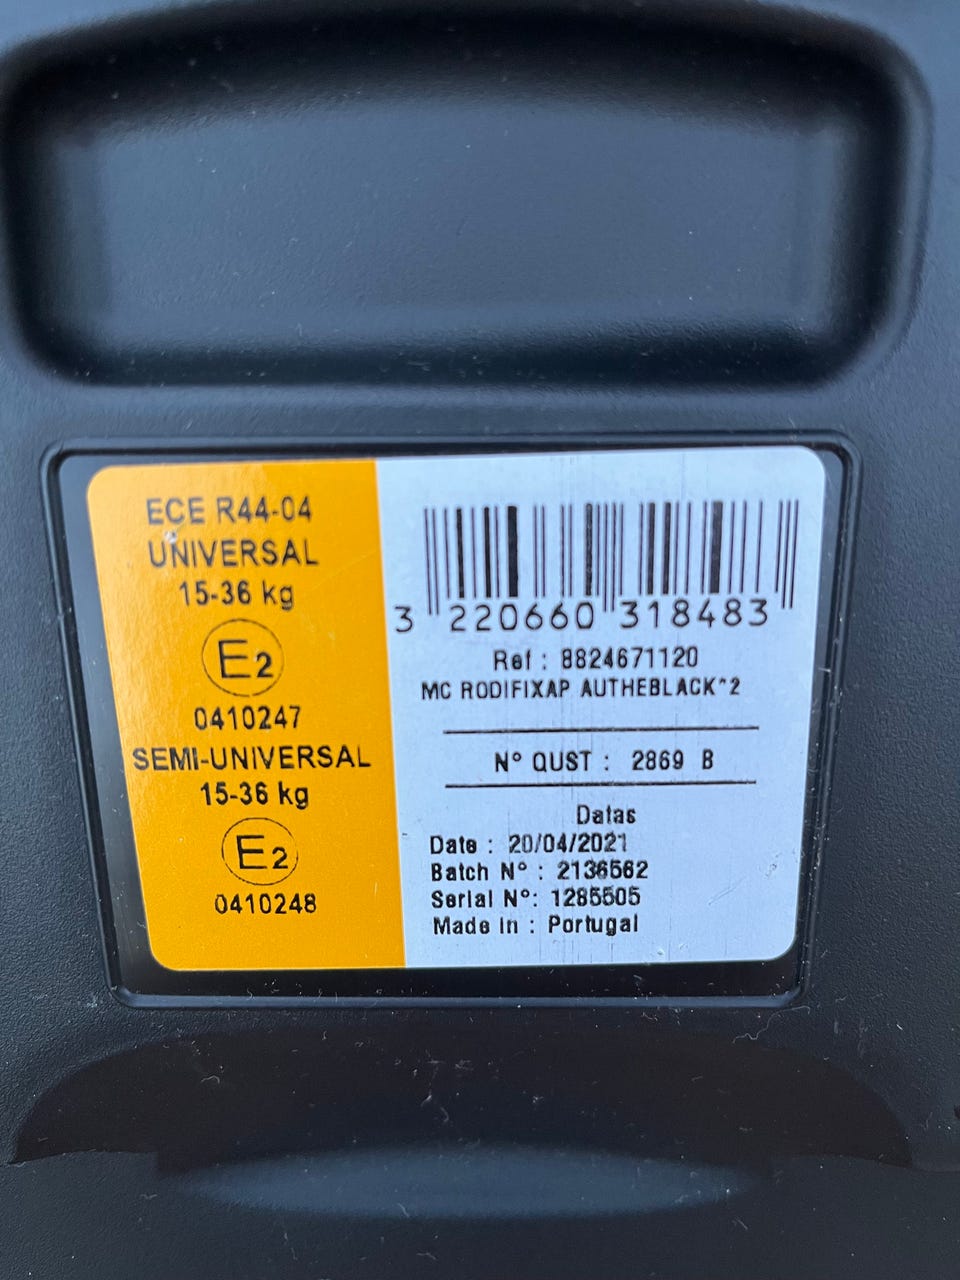 ECE R44-04
UNIVERSAL
15-36 kg
E2
0410247
SEMI-UNIVERSAL
15-36 kg
E2
0410248
3 220660 318483
Ref : 8824671120
MC RODIFIXAP AUTHEBLACK*2
N° QUST : 2869 B
Datas
Date : 20/04/2021
Batch N° : 2136562
Serial N°: 1285505
Made in : Portugal